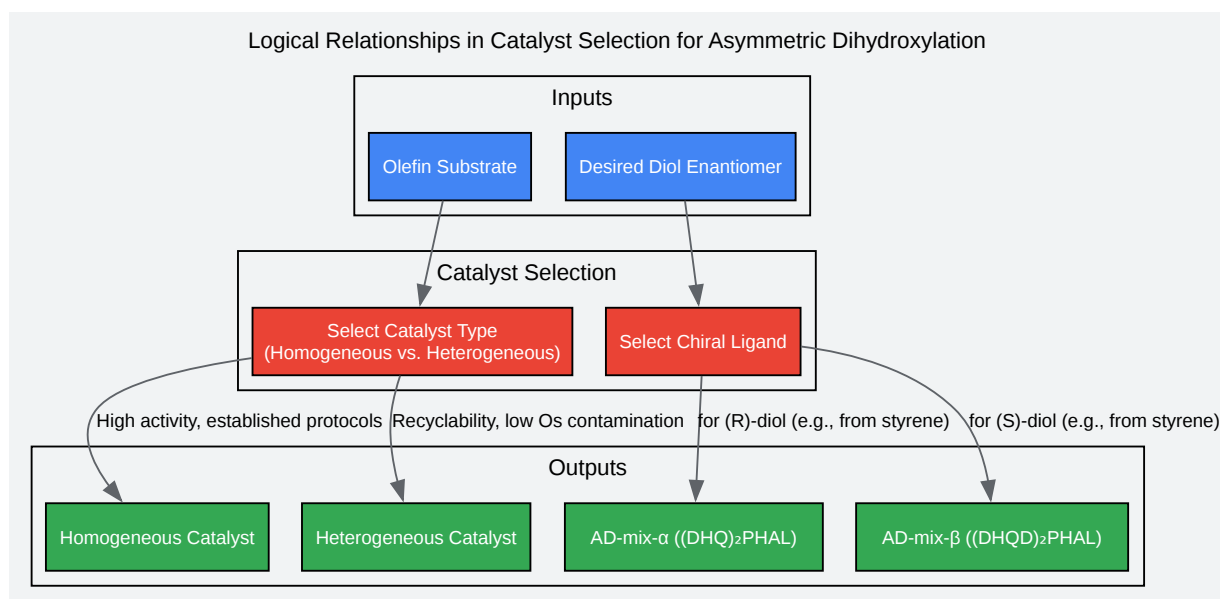 Logical Relationships in Catalyst Selection for Asymmetric Dihydroxylation
Inputs
Olefin Substrate
Desired Diol Enantiomer
Catalyst Selection
Select Catalyst Type
(Homogeneous vs. Heterogeneous)
Select Chiral Ligand
High activity, established protocols
Recyclability, low Os contamination
for (R)-diol (e.g., from styrene)
for (S)-diol (e.g., from styrene)
Outputs
Homogeneous Catalyst
Heterogeneous Catalyst
AD-mix-α ((DHQ)₂PHAL)
AD-mix-β ((DHQD)₂PHAL)